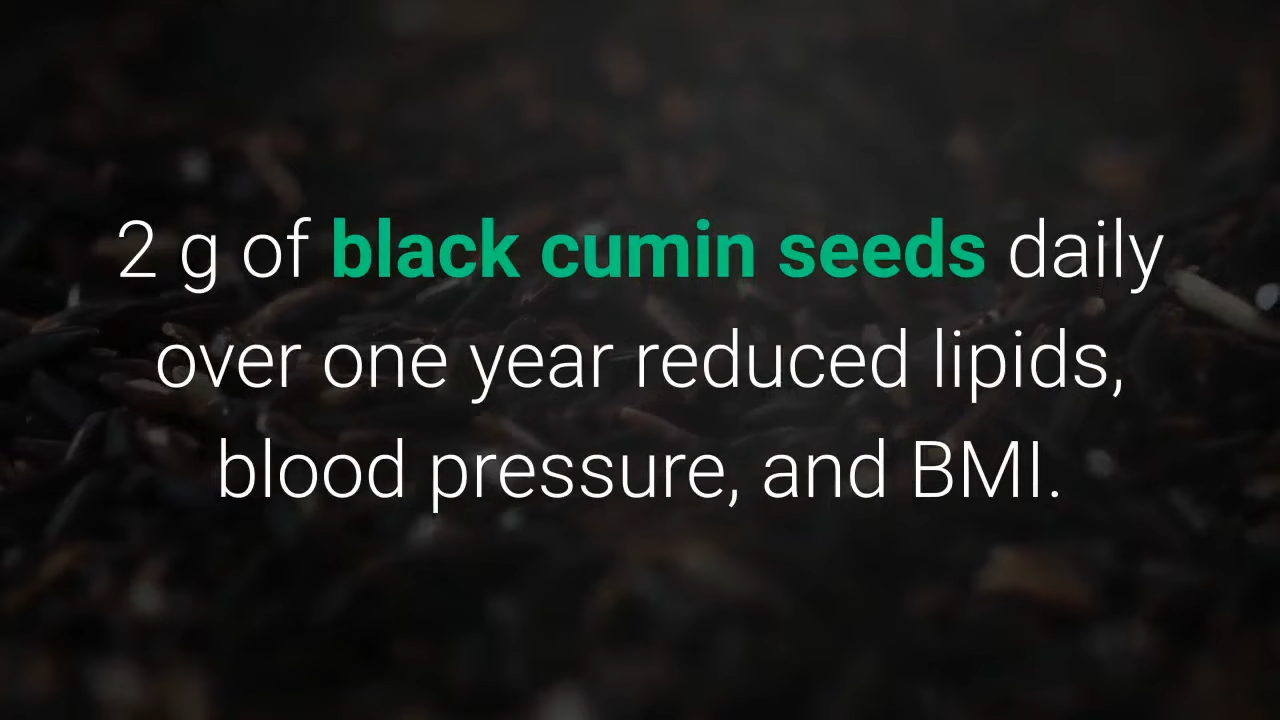 2 g of black cumin seeds daily
over one year reduced lipids,
blood pressure, and BMI.